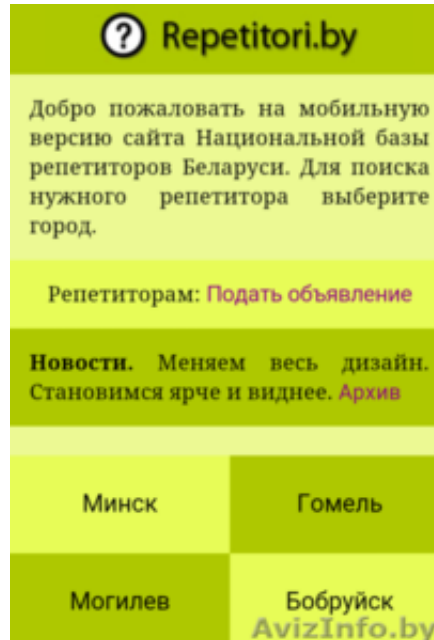 ? Repetitori.by
Добро пожаловать на мобильную
версию сайта Национальной базы
репетиторов Беларуси. Для поиска
нужного репетитора выберите
город.
Репетиторам: Подать объявление
Новости. Меняем весь дизайн.
Становимся ярче и виднее. Архив
Минск Гомель
Могилев Бобруйск
AvizInfo.by